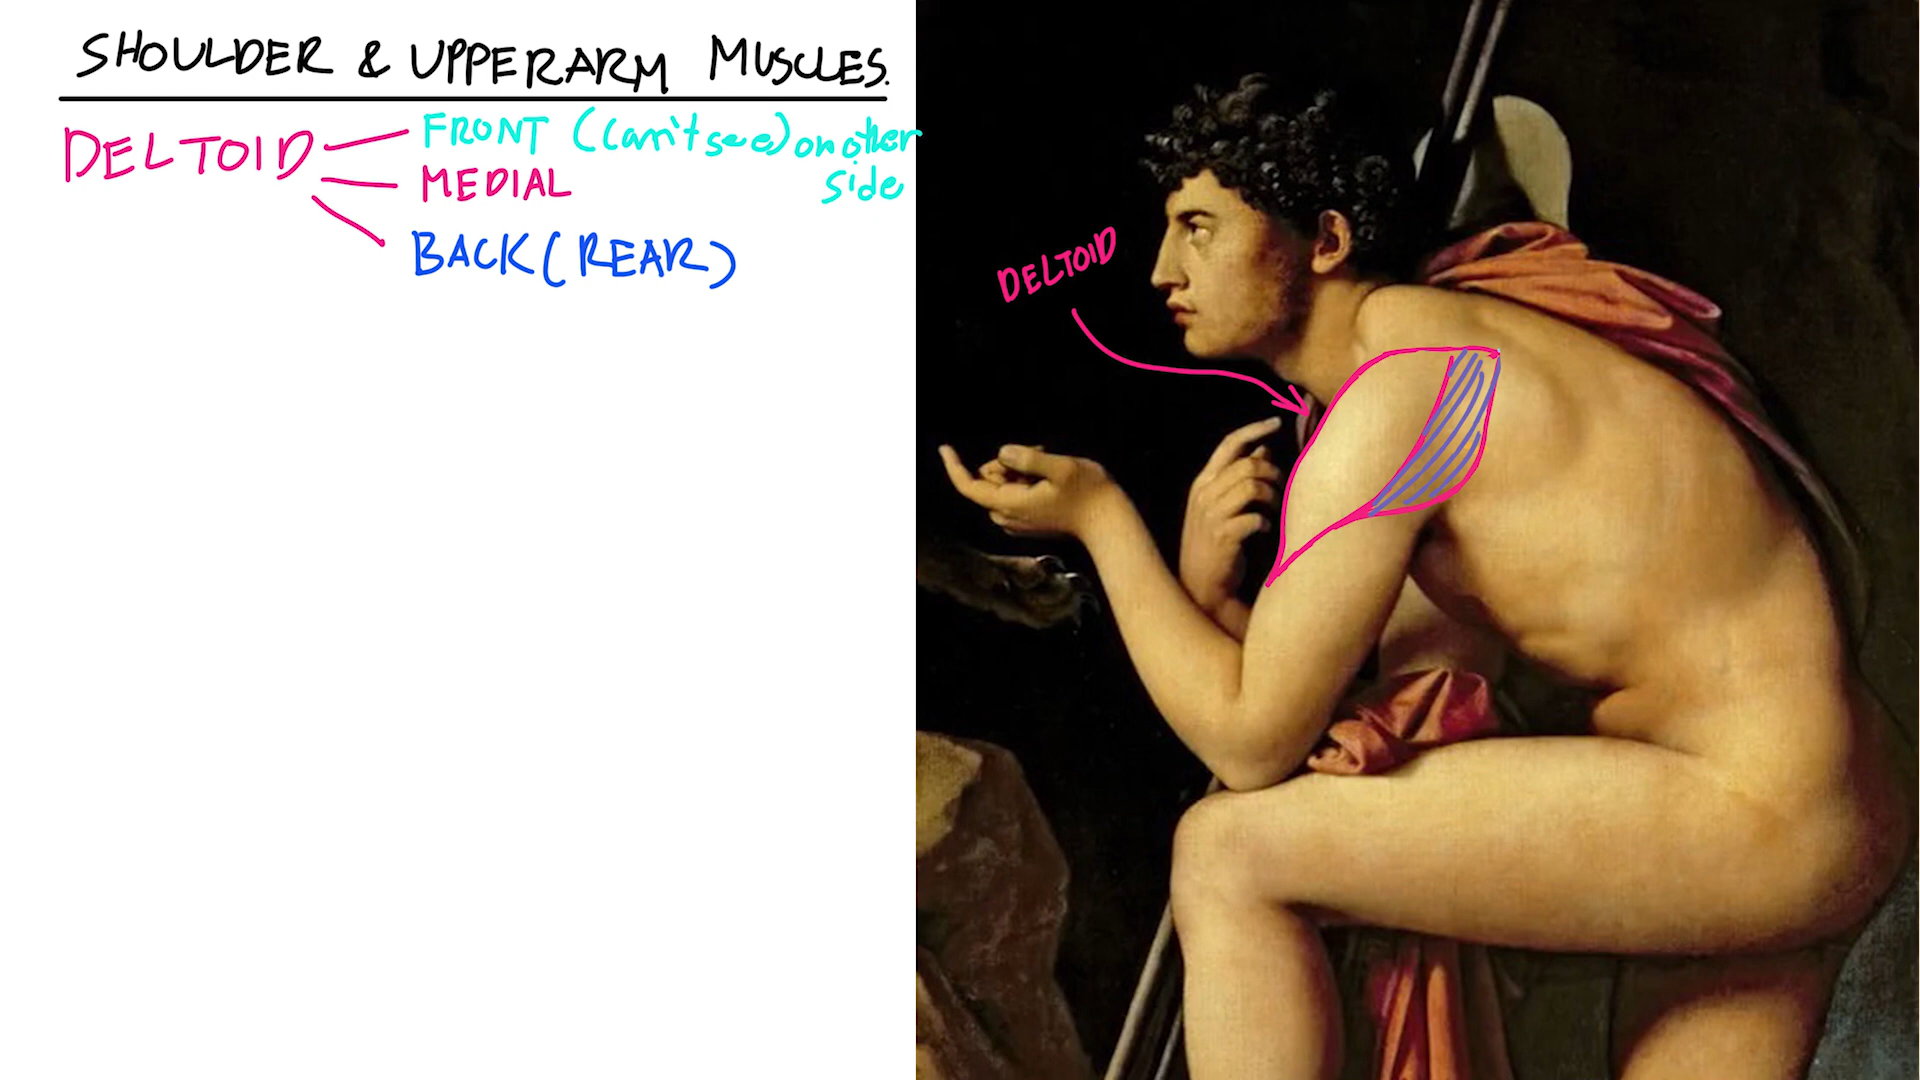 SHOULDER & UPPERARM MUSCLES.
DELTOID
FRONT (Can't see) on other
side
MEDIAL
BACK (REAR)
DELTOID